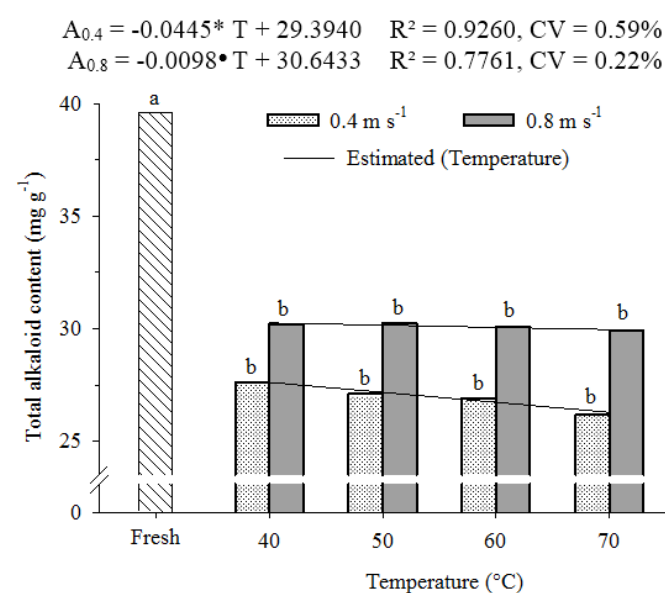 A₀.₄ = -0.0445* T + 29.3940 R² = 0.9260, CV = 0.59%
A₀.₈ = -0.0098• T + 30.6433 R² = 0.7761, CV = 0.22%
40
a
0.4 m s⁻¹
0.8 m s⁻¹
Estimated (Temperature)
Total alkaloid content (mg g⁻¹)
35
30
b b b b
b b b b
25
0
Fresh 40 50 60 70
Temperature (°C)